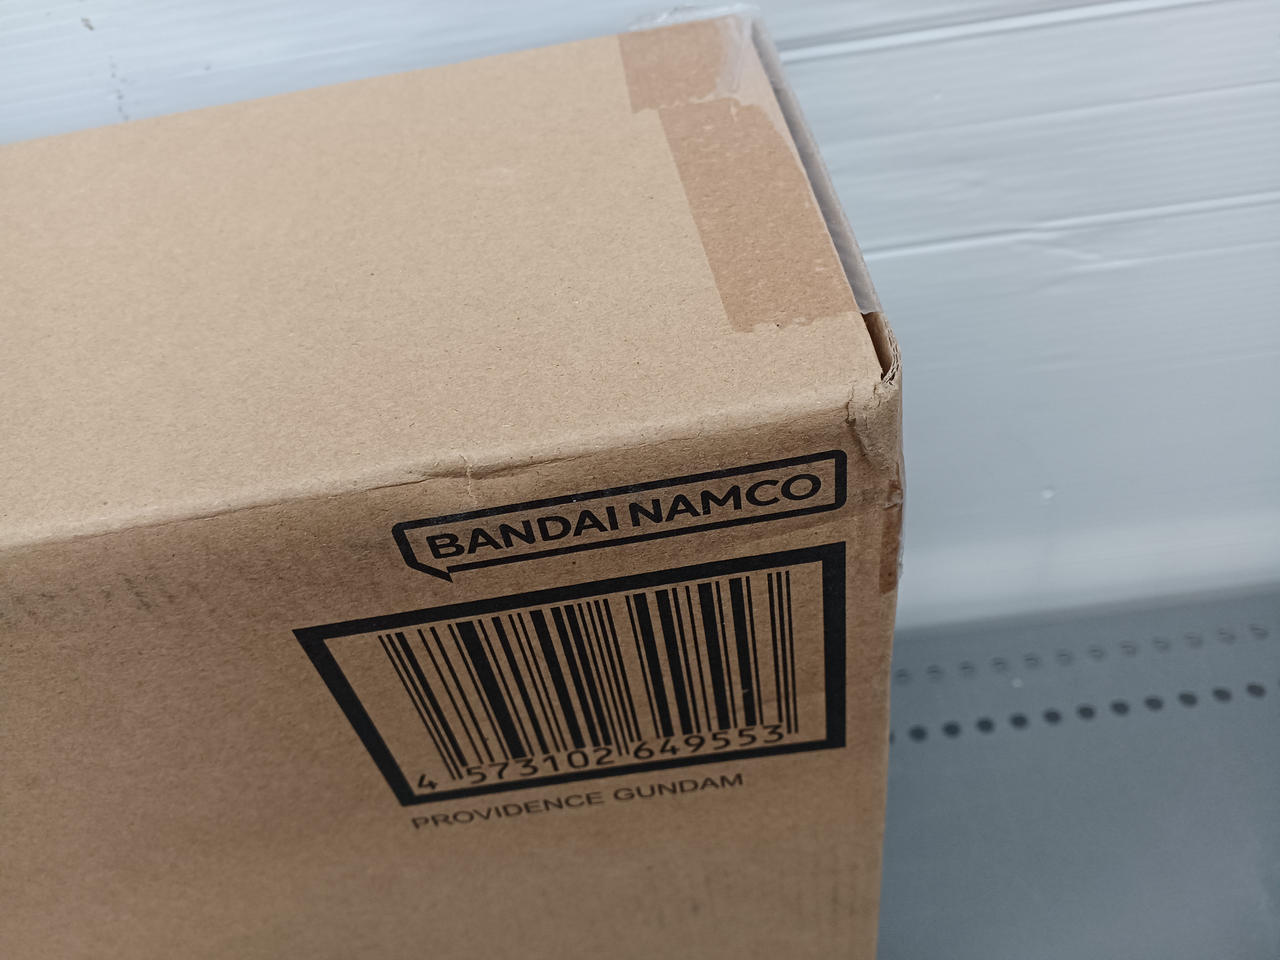 BANDAI NAMCO
4 573102 649553
PROVIDENCE GUNDAM